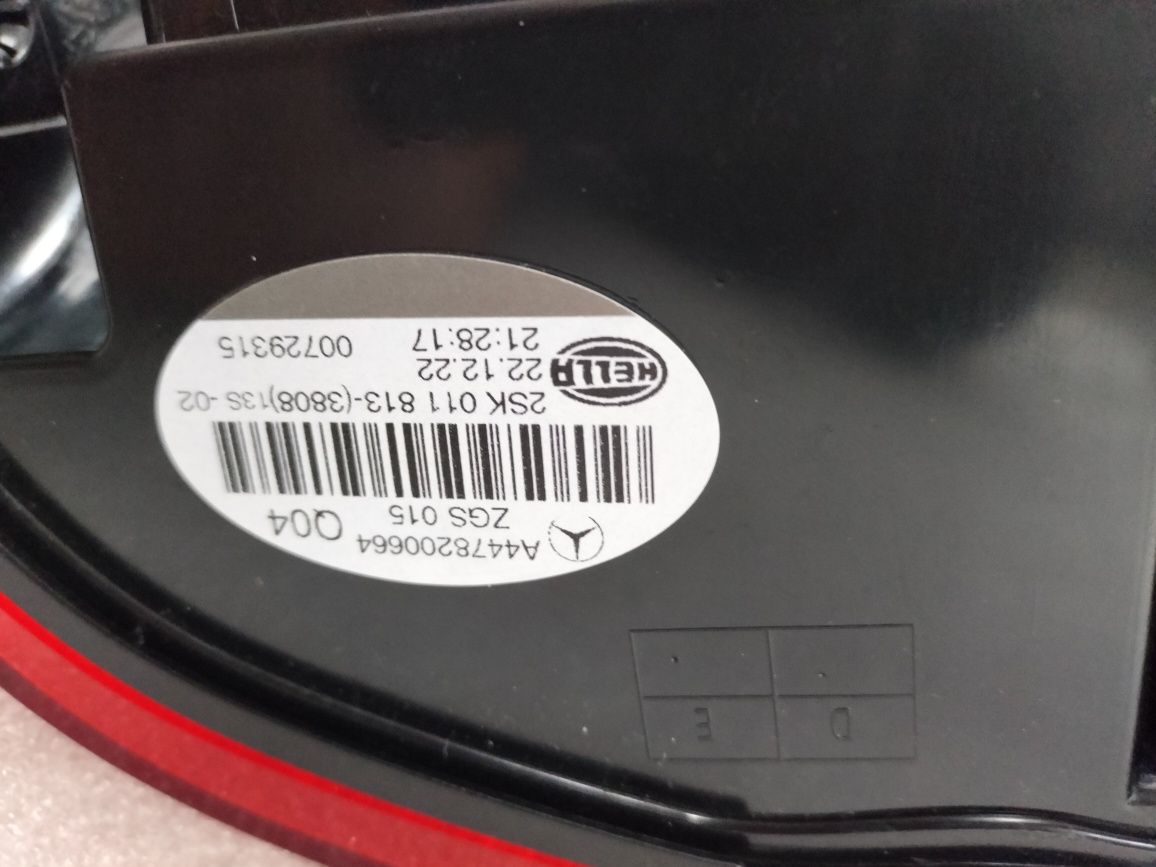 A4478200664
ZGS 015 Q04
2SK 011 813-(3808)13S -02
HELLA 22.12.22
21:28:17 00729315
D E